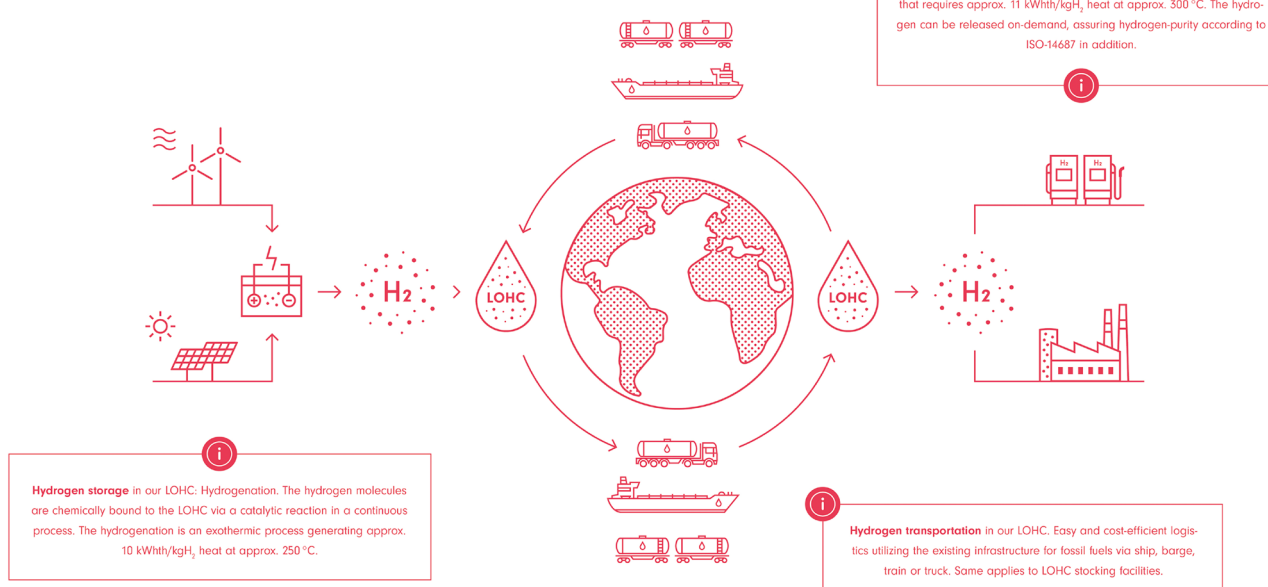 that requires approx. 11 kWhth/kgH₂ heat at approx. 300 °C. The hydro-
gen can be released on-demand, assuring hydrogen-purity according to
ISO-14687 in addition.
i
H₂ H₂
H₂
LOHC
LOHC
H₂
i
Hydrogen storage in our LOHC: Hydrogenation. The hydrogen molecules
are chemically bound to the LOHC via a catalytic reaction in a continuous
process. The hydrogenation is an exothermic process generating approx.
10 kWhth/kgH₂ heat at approx. 250 °C.
i
Hydrogen transportation in our LOHC. Easy and cost-efficient logis-
tics utilizing the existing infrastructure for fossil fuels via ship, barge,
train or truck. Same applies to LOHC stocking facilities.